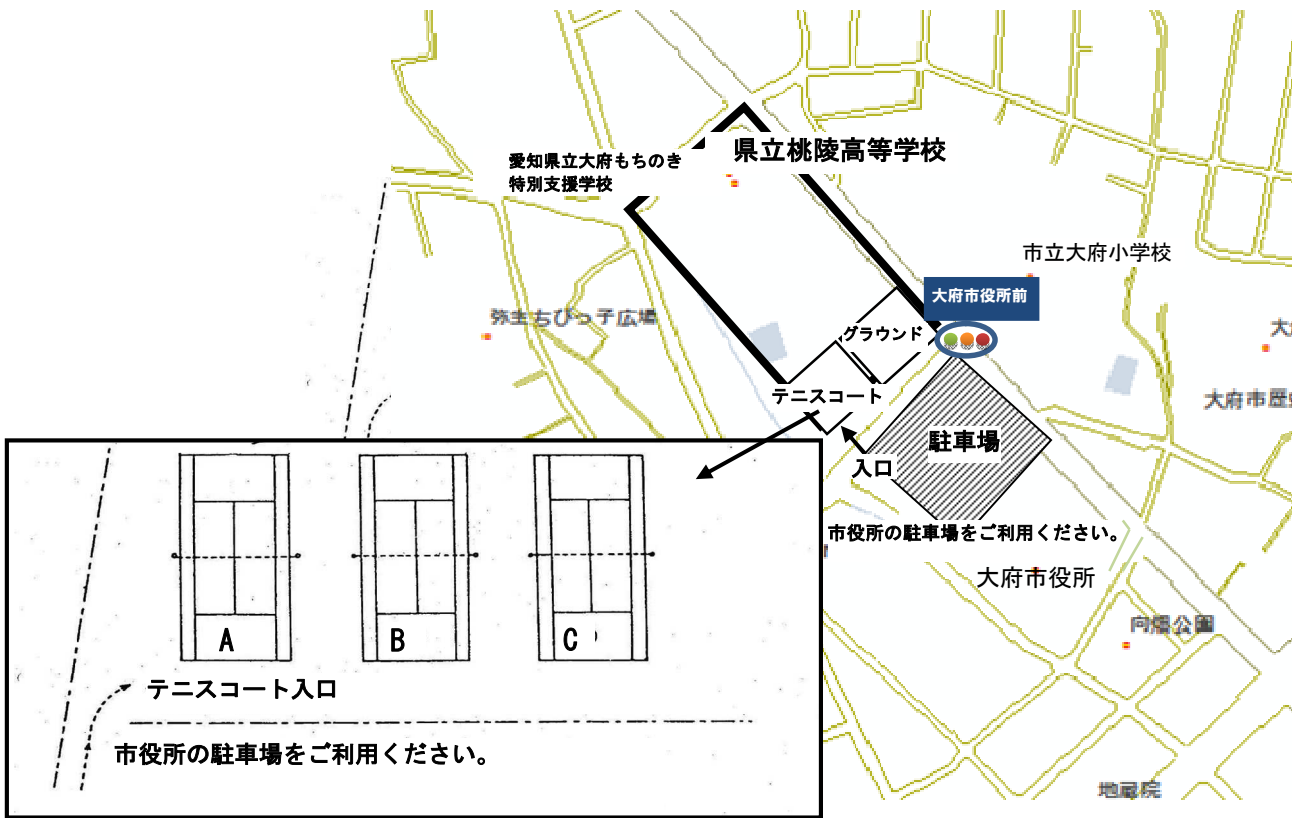 県立桃陵高等学校
愛知県立大府もちのき
特別支援学校
市立大府小学校
大府市役所前
弥生ちびっ子広場
グラウンド
テニスコート
大府市歴
駐車場
入口
市役所の駐車場をご利用ください。
大府市役所
向畑公園
地蔵院
A
B
C
テニスコート入口
市役所の駐車場をご利用ください。